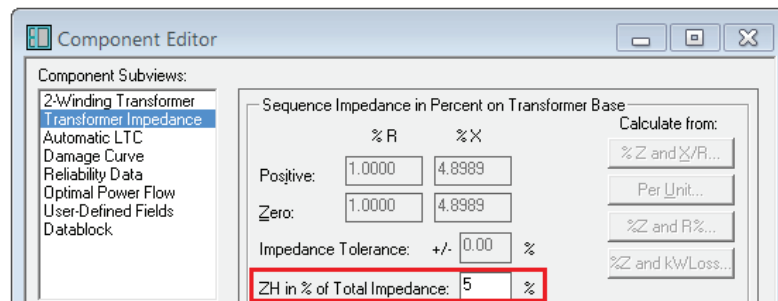 Component Editor
Component Subviews:
2-Winding Transformer
Transformer Impedance
Automatic LTC
Damage Curve
Reliability Data
Optimal Power Flow
User-Defined Fields
Datablock
Sequence Impedance in Percent on Transformer Base
% R % X
Positive: 1.0000 4.8989
Zero: 1.0000 4.8989
Impedance Tolerance: +/- 0.00 %
ZH in % of Total Impedance: 5 %
Calculate from:
% Z and X/R...
Per Unit...
%Z and R%...
%Z and kWLoss...